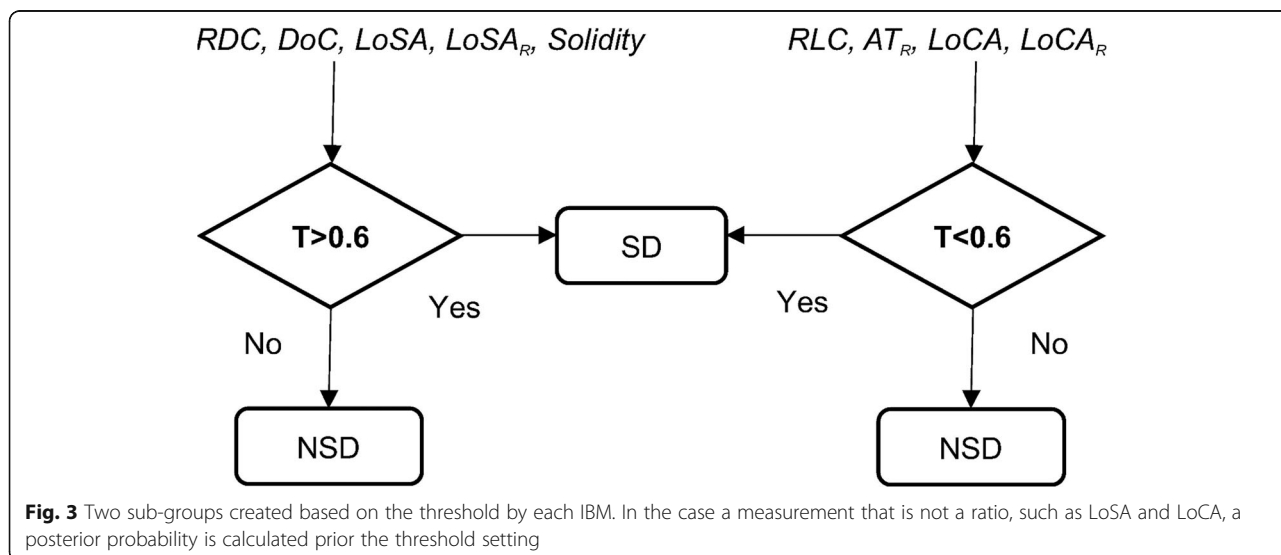 RDC, DoC, LoSA, LoSA_R, Solidity
RLC, AT_R, LoCA, LoCA_R
T>0.6
SD
T<0.6
Yes
Yes
No
No
NSD
NSD
Fig. 3 Two sub-groups created based on the threshold by each IBM. In the case a measurement that is not a ratio, such as LoSA and LoCA, a
posterior probability is calculated prior the threshold setting